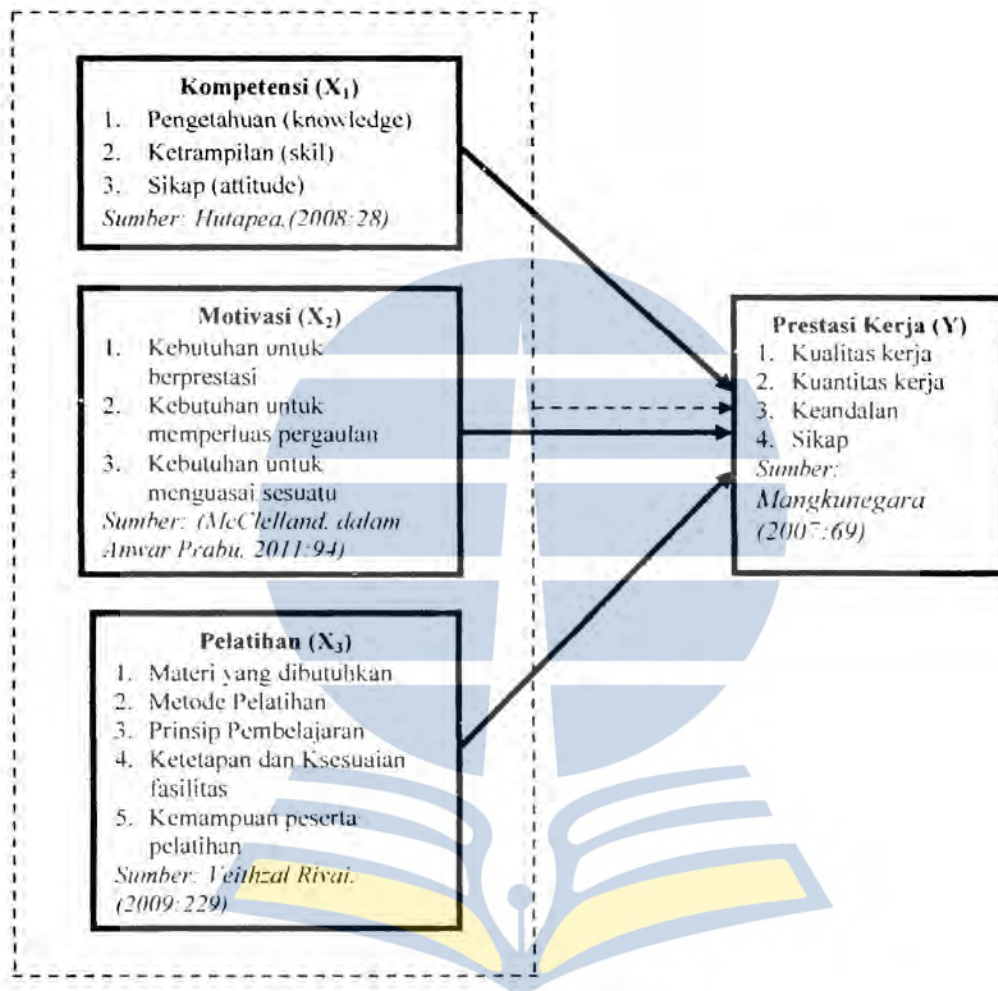 Kompetensi (X₁)
1. Pengetahuan (knowledge)
2. Ketrampilan (skil)
3. Sikap (attitude)
Sumber: Hutapea,(2008:28)
Motivasi (X₂)
1. Kebutuhan untuk
berprestasi
2. Kebutuhan untuk
memperluas pergaulan
3. Kebutuhan untuk
menguasai sesuatu
Sumber: (McClelland, dalam
Anwar Prabu, 2011:94)
Pelatihan (X₃)
1. Materi yang dibutuhkan
2. Metode Pelatihan
3. Prinsip Pembelajaran
4. Ketetapan dan Ksesuaian
fasilitas
5. Kemampuan peserta
pelatihan
Sumber: Veithzal Rivai,
(2009:229)
Prestasi Kerja (Y)
1. Kualitas kerja
2. Kuantitas kerja
3. Keandalan
4. Sikap
Sumber:
Mangkunegara
(2007:69)